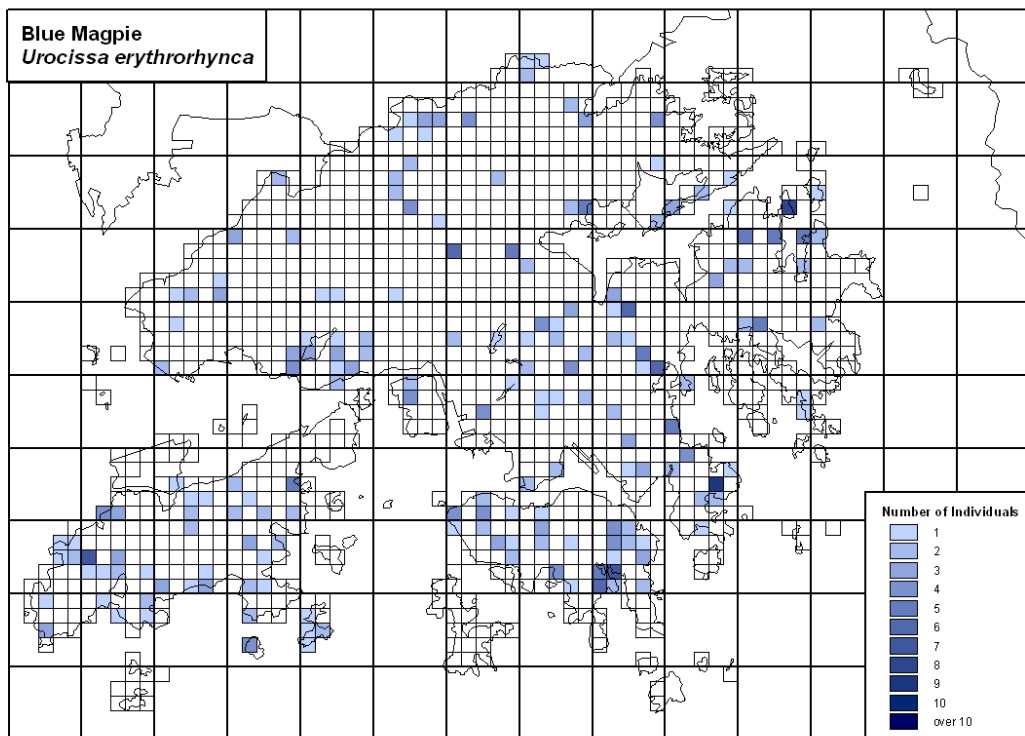 Blue Magpie
Urocissa erythrorhynca
Number of Individuals
1
2
3
4
5
6
7
8
9
10
over 10